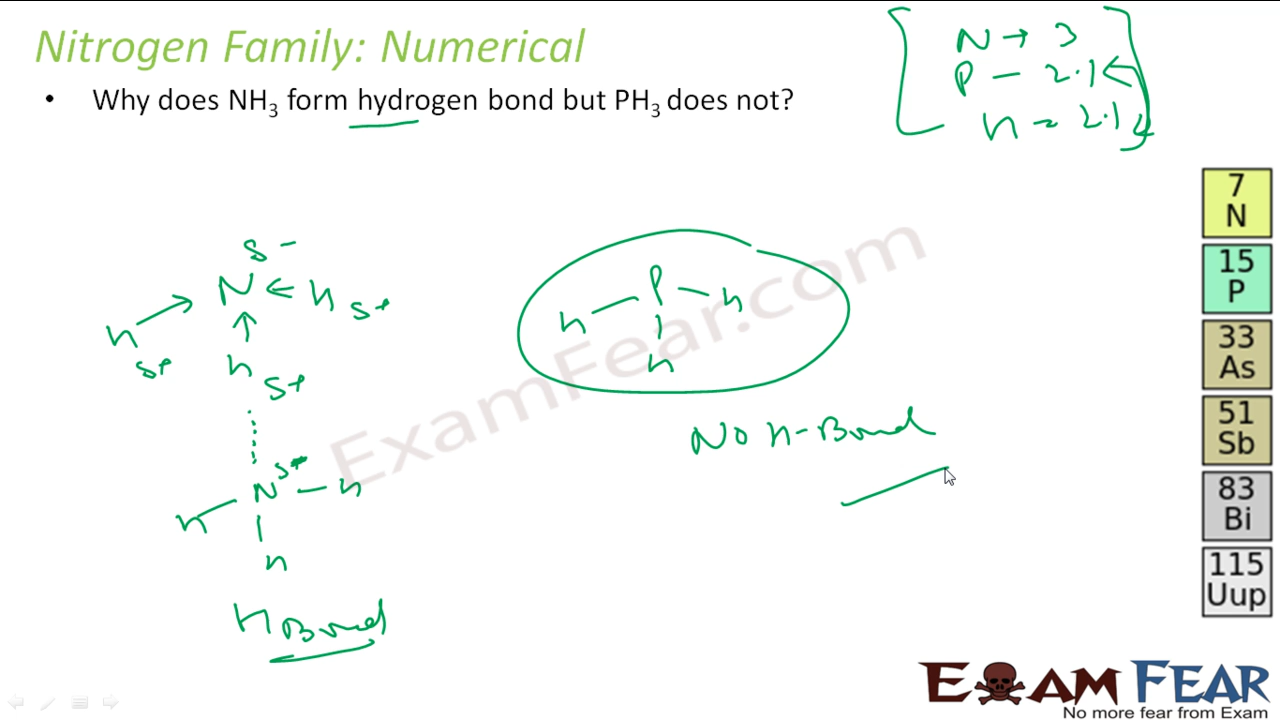 Nitrogen Family: Numerical
N → 3
P – 2.1
• Why does NH₃ form hydrogen bond but PH₃ does not?
H = 2.1
7
N
15
P
33
As
51
Sb
83
Bi
115
Uup
δ-
N ← H δ+
H →
δ+
H δ+
N δ-
H – N – H
H
H Bond
P
H – P – H
H
No H-Bond
ExamFear.com
EXAM FEAR
No more fear from Exam